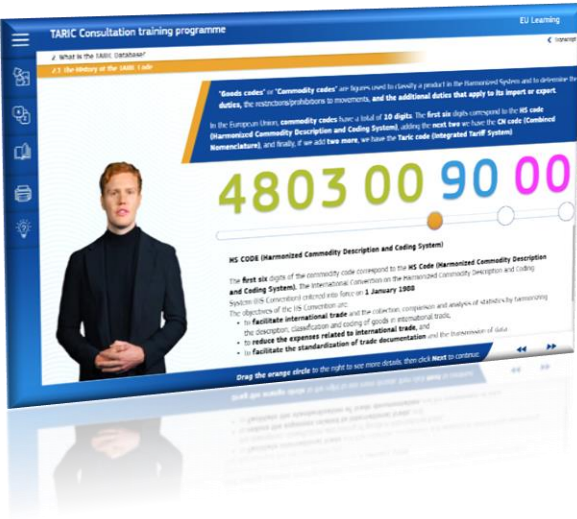 TARIC Consultation training programme
EU Learning
2 What is the TARIC Database?
Transcript
2.1 The History of the TARIC Code
"Goods codes" or "Commodity codes" are figures used to classify a product in the Harmonized System and to determine the
duties, the restrictions/prohibitions to movements, and the additional duties that apply to its import or export
In the European Union, commodity codes have a total of 10 digits. The first six digits correspond to the HS code
(Harmonized Commodity Description and Coding System), adding the next two we have the CN code (Combined
Nomenclature), and finally, if we add two more, we have the Taric code (Integrated Tariff System)
4803 00 90 00
HS CODE (Harmonized Commodity Description and Coding System)
The first six digits of the commodity code correspond to the HS Code (Harmonized Commodity Description
and Coding System). The International Convention on the Harmonized Commodity Description and Coding
System (HS Convention) entered into force on 1 January 1988
The objectives of the HS Convention are:
• to facilitate international trade and the collection, comparison and analysis of statistics by harmonizing
the description, classification and coding of goods in international trade,
• to reduce the expenses related to international trade, and
• to facilitate the standardization of trade documentation and the transmission of data
Drag the orange circle to the right to see more details, then click Next to continue.